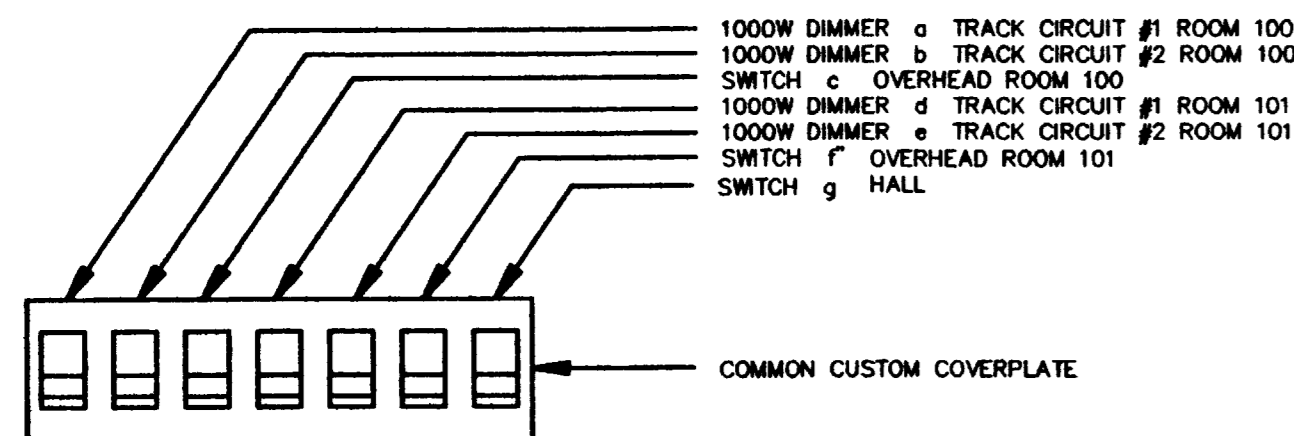 1000W DIMMER a TRACK CIRCUIT #1 ROOM 100
1000W DIMMER b TRACK CIRCUIT #2 ROOM 100
SWITCH c OVERHEAD ROOM 100
1000W DIMMER d TRACK CIRCUIT #1 ROOM 101
1000W DIMMER e TRACK CIRCUIT #2 ROOM 101
SWITCH f" OVERHEAD ROOM 101
SWITCH g HALL
COMMON CUSTOM COVERPLATE